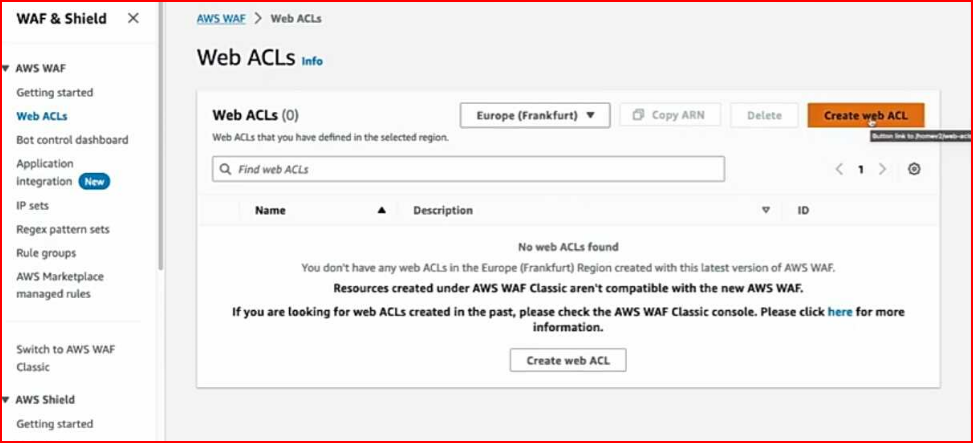 WAF & Shield
AWS WAF
Getting started
Web ACLs
Bot control dashboard
Application
integration New
IP sets
Regex pattern sets
Rule groups
AWS Marketplace
managed rules
Switch to AWS WAF
Classic
AWS Shield
Getting started
AWS WAF > Web ACLs
Web ACLs Info
Web ACLs (0)
Web ACLs that you have defined in the selected region.
Europe (Frankfurt)
Copy ARN
Delete
Create web ACL
Button link to /homev2/web-acls
Find web ACLs
1
Name
Description
ID
No web ACLs found
You don't have any web ACLs in the Europe (Frankfurt) Region created with this latest version of AWS WAF.
Resources created under AWS WAF Classic aren't compatible with the new AWS WAF.
If you are looking for web ACLs created in the past, please check the AWS WAF Classic console. Please click here for more
information.
Create web ACL